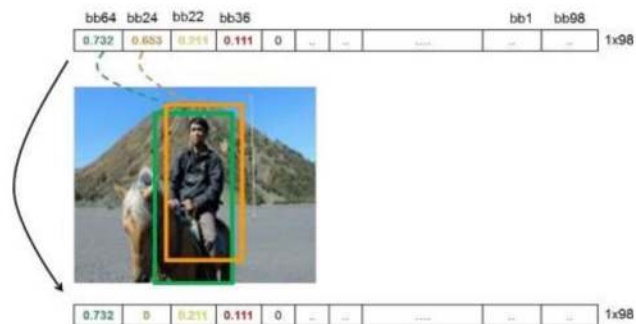 bb64 bb24 bb22 bb36 bb1 bb98
0.732 0.653 0.211 0.111 0 .. .. .... .. .. 1x98
0.732 0 0.211 0.111 0 .. .. .... .. .. 1x98